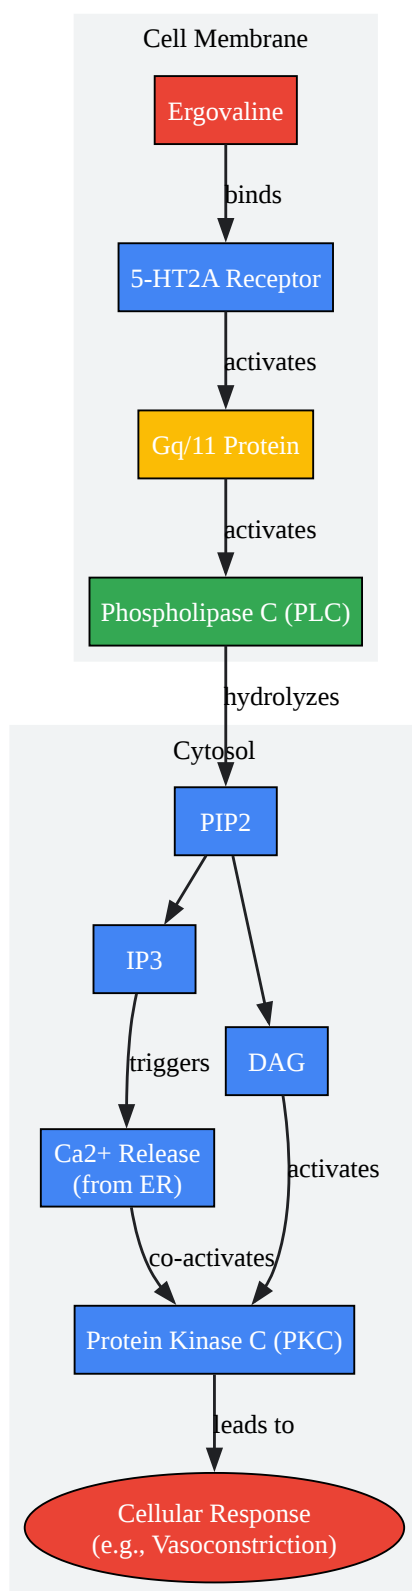 Cell Membrane
Ergovaline
binds
5-HT2A Receptor
activates
Gq/11 Protein
activates
Phospholipase C (PLC)
hydrolyzes
Cytosol
PIP2
IP3
DAG
triggers
Ca2+ Release
(from ER)
activates
co-activates
Protein Kinase C (PKC)
leads to
Cellular Response
(e.g., Vasoconstriction)